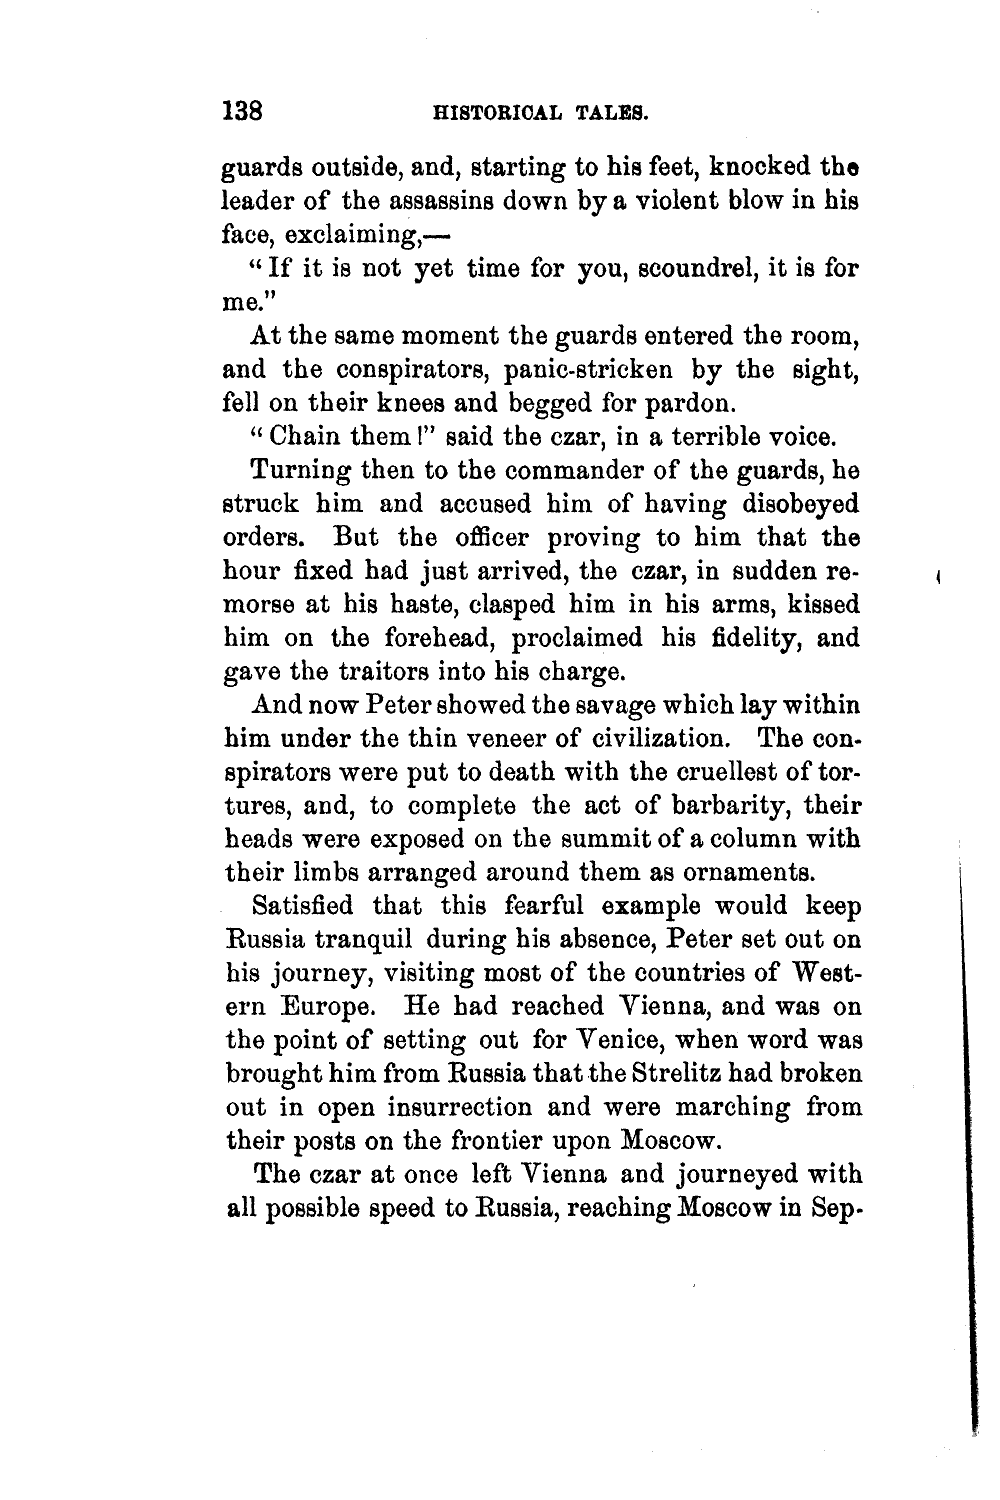 138 HISTORICAL TALES.
guards outside, and, starting to his feet, knocked the
leader of the assassins down by a violent blow in his
face, exclaiming,—
“If it is not yet time for you, scoundrel, it is for
me.”
At the same moment the guards entered the room,
and the conspirators, panic-stricken by the sight,
fell on their knees and begged for pardon.
“Chain them!” said the czar, in a terrible voice.
Turning then to the commander of the guards, he
struck him and accused him of having disobeyed
orders. But the officer proving to him that the
hour fixed had just arrived, the czar, in sudden re-
morse at his haste, clasped him in his arms, kissed
him on the forehead, proclaimed his fidelity, and
gave the traitors into his charge.
And now Peter showed the savage which lay within
him under the thin veneer of civilization. The con-
spirators were put to death with the cruellest of tor-
tures, and, to complete the act of barbarity, their
heads were exposed on the summit of a column with
their limbs arranged around them as ornaments.
Satisfied that this fearful example would keep
Russia tranquil during his absence, Peter set out on
his journey, visiting most of the countries of West-
ern Europe. He had reached Vienna, and was on
the point of setting out for Venice, when word was
brought him from Russia that the Strelitz had broken
out in open insurrection and were marching from
their posts on the frontier upon Moscow.
The czar at once left Vienna and journeyed with
all possible speed to Russia, reaching Moscow in Sep-